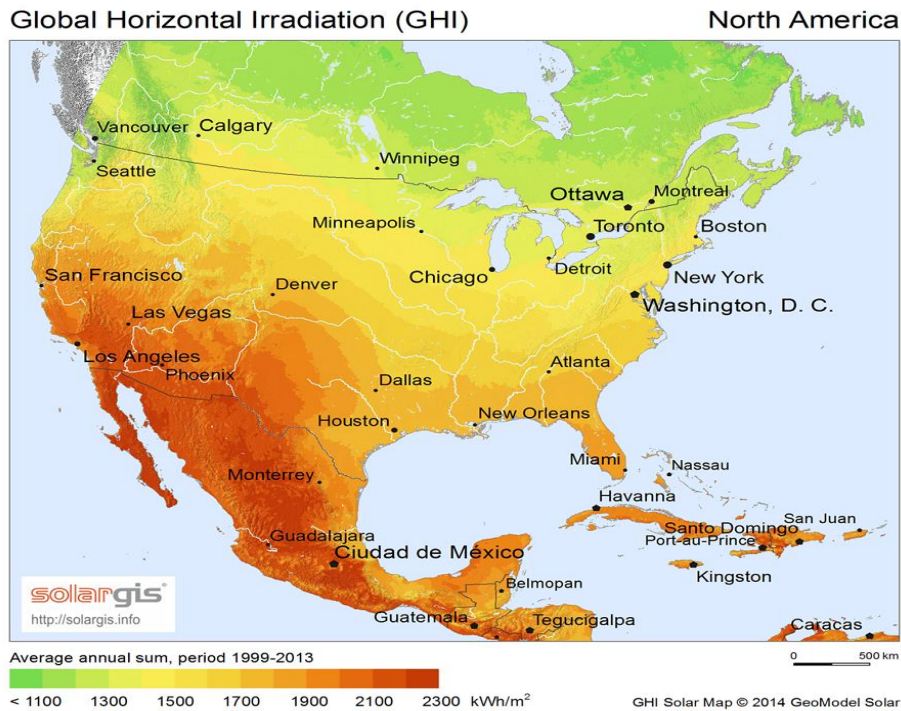 Global Horizontal Irradiation (GHI) North America
Vancouver Calgary
Winnipeg
Seattle
Ottawa Montreal
Minneapolis Toronto Boston
Chicago Detroit
San Francisco Denver New York
Las Vegas Washington, D. C.
Los Angeles
Phoenix Dallas Atlanta
Houston New Orleans
Monterrey Miami Nassau
Havanna
Guadalajara Santo Domingo San Juan
Ciudad de México Port-au-Prince
Kingston
Belmopan
Guatemala Tegucigalpa
Caracas
solargis
http://solargis.info
Average annual sum, period 1999-2013
0 500 km
< 1100 1300 1500 1700 1900 2100 2300 kWh/m²
GHI Solar Map © 2014 GeoModel Solar